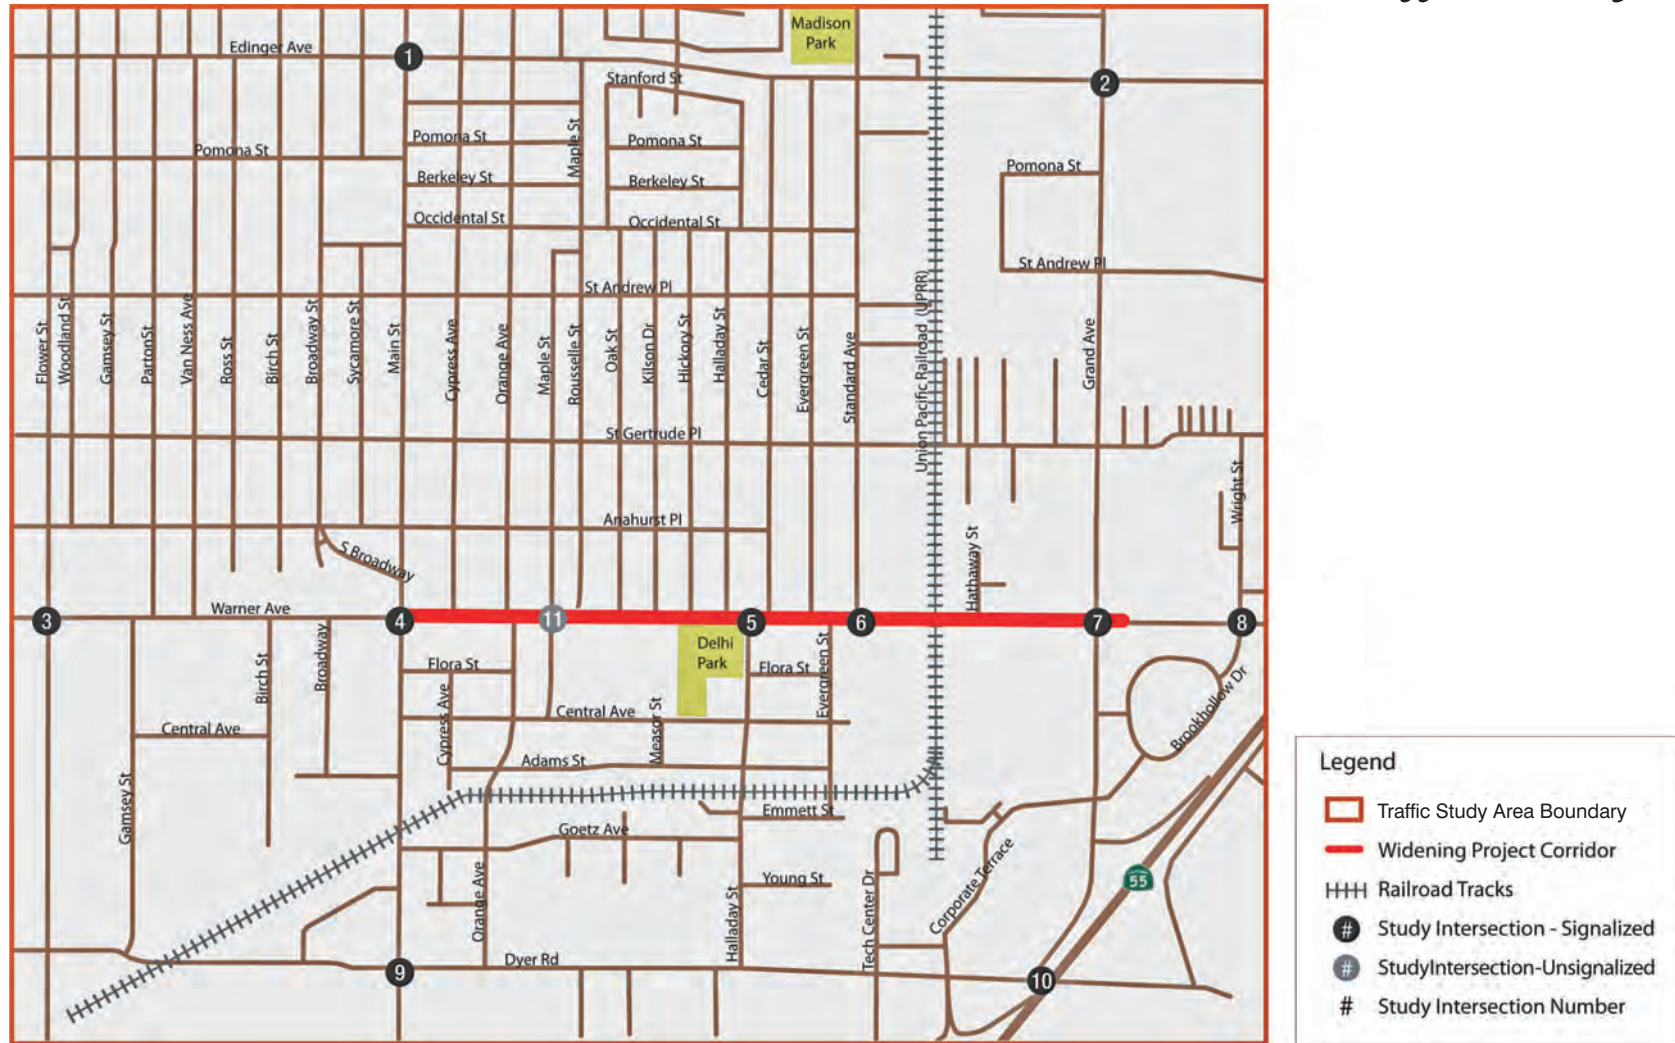 Madison
Park
Edinger Ave
1
2
Stanford St
Pomona St
Pomona St
Maple St
Pomona St
Pomona St
Berkeley St
Berkeley St
Occidental St
Occidental St
St Andrew Pl
St Andrew Pl
Flower St
Woodland St
Gamsey St
PartonSt
Van Ness Ave
Ross St
Birch St
Broadway St
Sycamore St
Main St
Cypress Ave
Orange Ave
Maple St
Rousselle St
Oak St
Kilson Dr
Hickory St
Halladay St
Cedar St
Evergreen St
Standard Ave
Union Pacific Railroad (UPRR)
Grand Ave
St Gertrude Pl
Wright St
Anahurst Pl
S Broadway
Hathaway St
Warner Ave
3
4
11
5
6
7
8
Delhi
Park
Flora St
Flora St
Birch St
Broadway
Cypress Ave
Measor St
Evergreen St
Central Ave
Central Ave
Brookhollow Dr
Adams St
Gamsey St
Emmett St
Goetz Ave
Orange Ave
Young St
Halladay St
Tech Center Dr
Corporate Terrace
55
Dyer Rd
9
10
Legend
Traffic Study Area Boundary
Widening Project Corridor
Railroad Tracks
# Study Intersection - Signalized
# StudyIntersection-Unsignalized
# Study Intersection Number